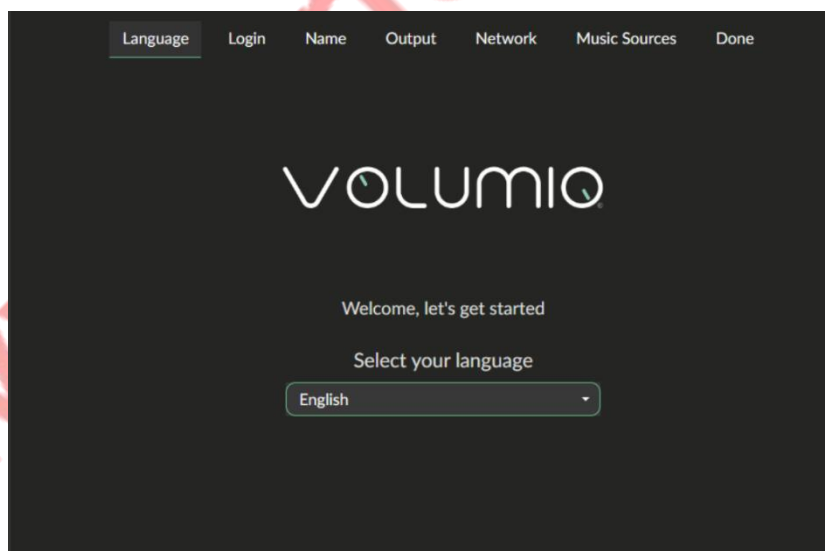 Language Login Name Output Network Music Sources Done
VOLUMIO
Welcome, let's get started
Select your language
English